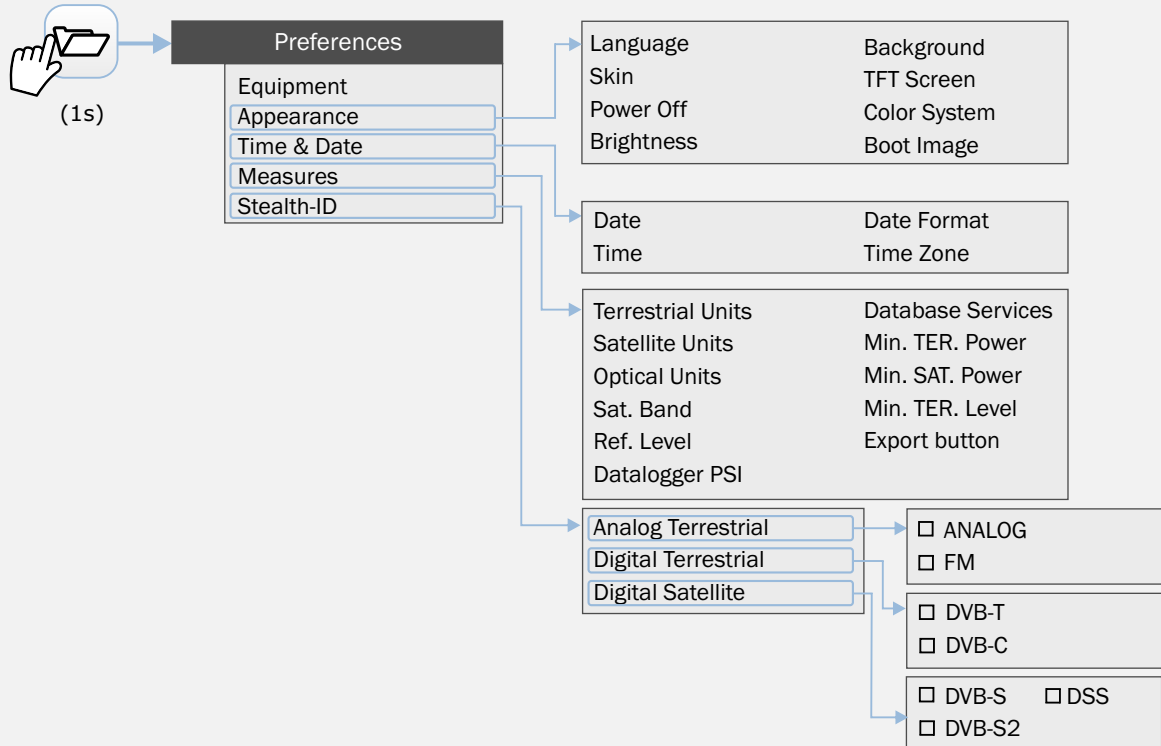 Preferences
(1s)
Equipment
Appearance
Time & Date
Measures
Stealth-ID
Language Background
Skin TFT Screen
Power Off Color System
Brightness Boot Image
Date Date Format
Time Time Zone
Terrestrial Units Database Services
Satellite Units Min. TER. Power
Optical Units Min. SAT. Power
Sat. Band Min. TER. Level
Ref. Level Export button
Datalogger PSI
Analog Terrestrial
Digital Terrestrial
Digital Satellite
ANALOG
FM
DVB-T
DVB-C
DVB-S DSS
DVB-S2